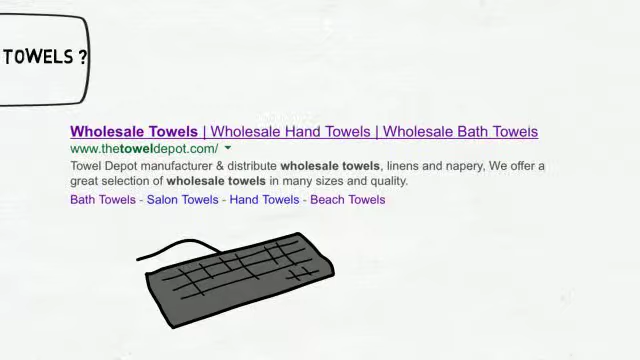 TOWELS ?
Wholesale Towels | Wholesale Hand Towels | Wholesale Bath Towels
www.thetoweldepot.com/
Towel Depot manufacturer & distribute wholesale towels, linens and napery, We offer a
great selection of wholesale towels in many sizes and quality.
Bath Towels - Salon Towels - Hand Towels - Beach Towels